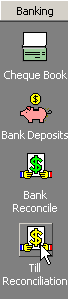 Banking
Cheque Book
Bank Deposits
Bank
Reconcile
Till
Reconciliation